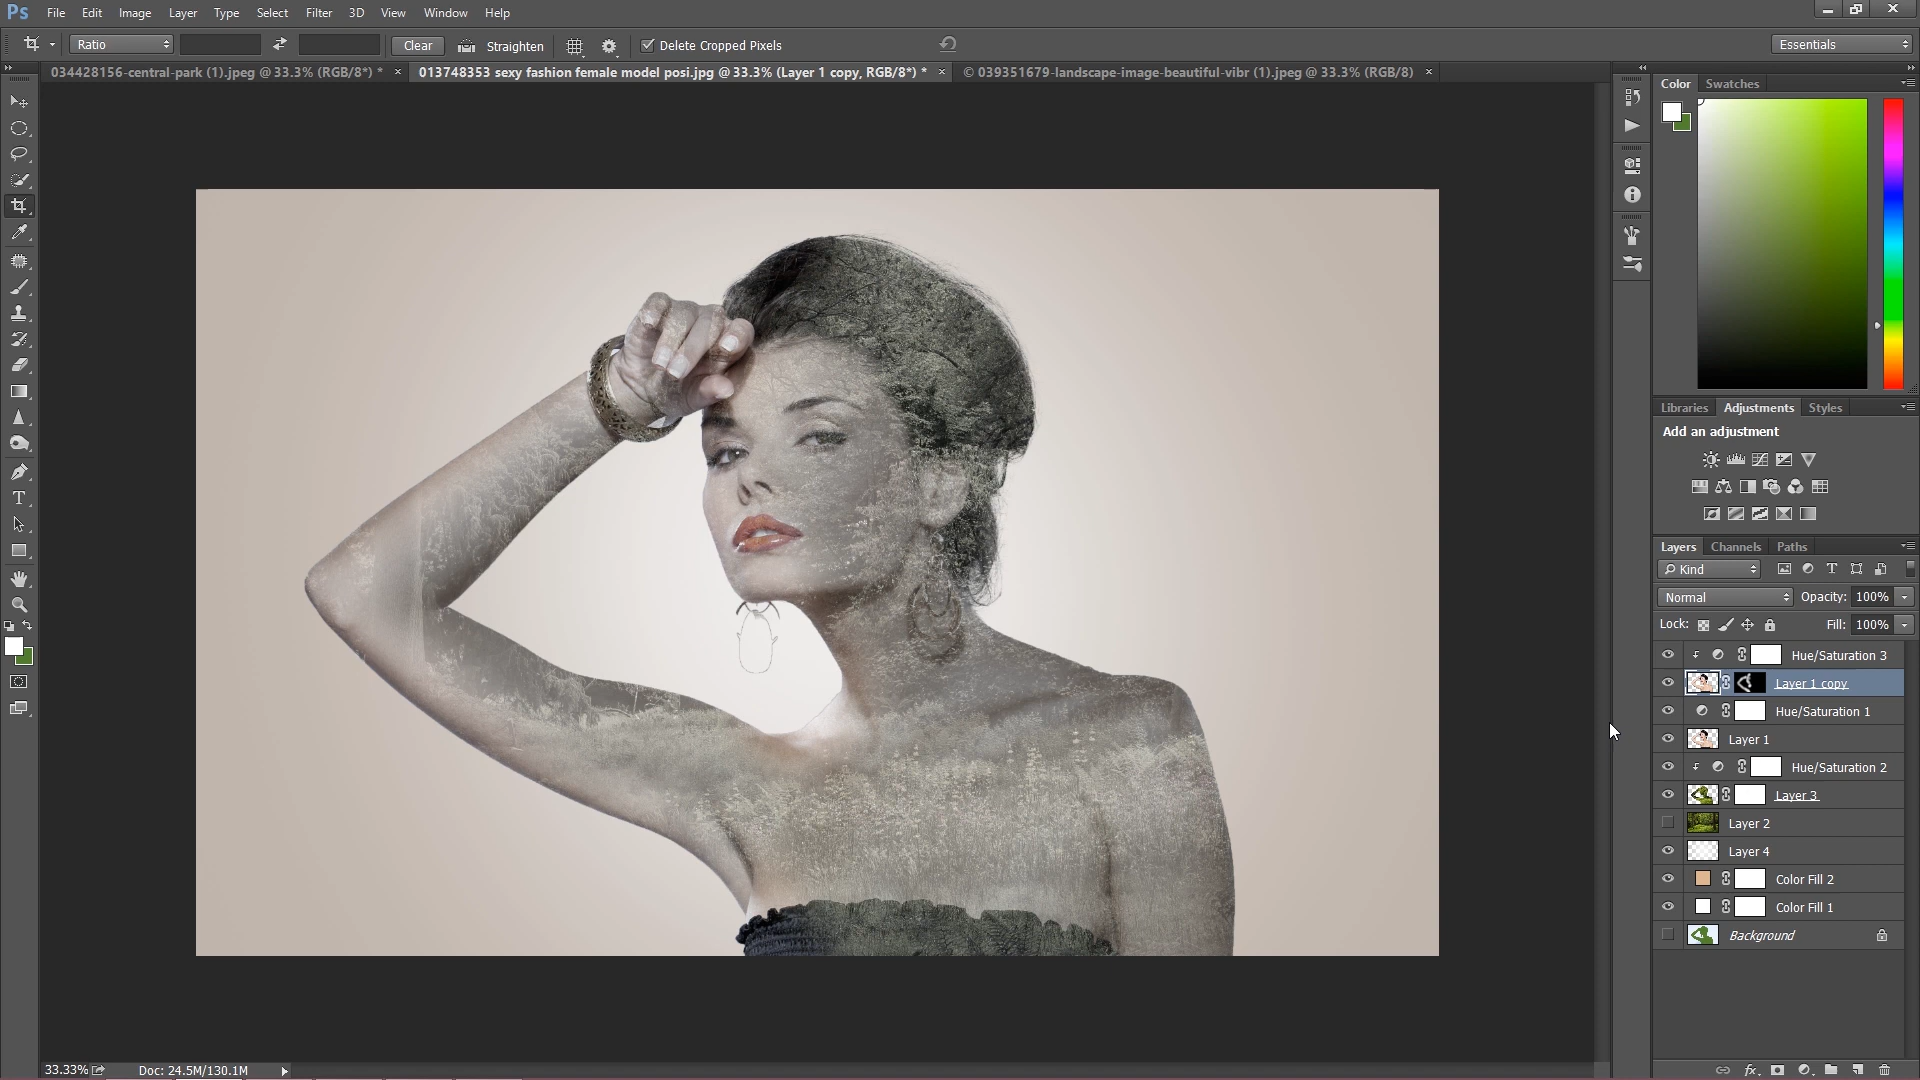 Ps File Edit Image Layer Type Select Filter 3D View Window Help
Ratio Clear Straighten Delete Cropped Pixels Essentials
034428156-central-park (1).jpeg @ 33.3% (RGB/8*) * × 013748353 sexy fashion female model posi.jpg @ 33.3% (Layer 1 copy, RGB/8*) * × © 039351679-landscape-image-beautiful-vibr (1).jpeg @ 33.3% (RGB/8) ×
Color Swatches
Libraries Adjustments Styles
Add an adjustment
Layers Channels Paths
Kind T
Normal Opacity: 100%
Lock: Fill: 100%
Hue/Saturation 3
Layer 1 copy
Hue/Saturation 1
Layer 1
Hue/Saturation 2
Layer 3
Layer 2
Layer 4
Color Fill 2
Color Fill 1
Background
T
33.33% Doc: 24.5M/130.1M
fx